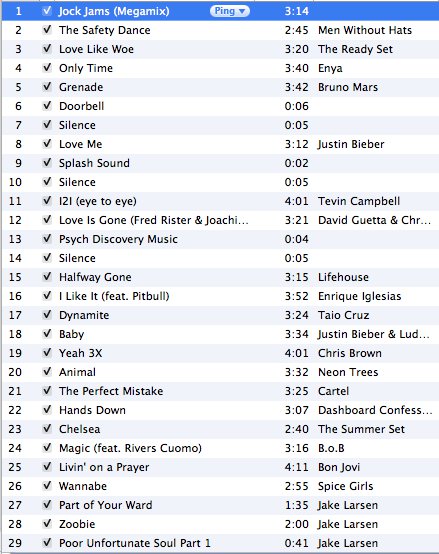 1 ✓ Jock Jams (Megamix) Ping ▼ 3:14
2 ✓ The Safety Dance 2:45 Men Without Hats
3 ✓ Love Like Woe 3:20 The Ready Set
4 ✓ Only Time 3:40 Enya
5 ✓ Grenade 3:42 Bruno Mars
6 ✓ Doorbell 0:06
7 ✓ Silence 0:05
8 ✓ Love Me 3:12 Justin Bieber
9 ✓ Splash Sound 0:02
10 ✓ Silence 0:05
11 ✓ I2I (eye to eye) 4:01 Tevin Campbell
12 ✓ Love Is Gone (Fred Rister & Joachi... 3:21 David Guetta & Chr...
13 ✓ Psych Discovery Music 0:04
14 ✓ Silence 0:05
15 ✓ Halfway Gone 3:15 Lifehouse
16 ✓ I Like It (feat. Pitbull) 3:52 Enrique Iglesias
17 ✓ Dynamite 3:24 Taio Cruz
18 ✓ Baby 3:34 Justin Bieber & Lud...
19 ✓ Yeah 3X 4:01 Chris Brown
20 ✓ Animal 3:32 Neon Trees
21 ✓ The Perfect Mistake 3:25 Cartel
22 ✓ Hands Down 3:07 Dashboard Confess...
23 ✓ Chelsea 2:40 The Summer Set
24 ✓ Magic (feat. Rivers Cuomo) 3:16 B.o.B
25 ✓ Livin' on a Prayer 4:11 Bon Jovi
26 ✓ Wannabe 2:55 Spice Girls
27 ✓ Part of Your Ward 1:35 Jake Larsen
28 ✓ Zoobie 2:00 Jake Larsen
29 ✓ Poor Unfortunate Soul Part 1 0:41 Jake Larsen